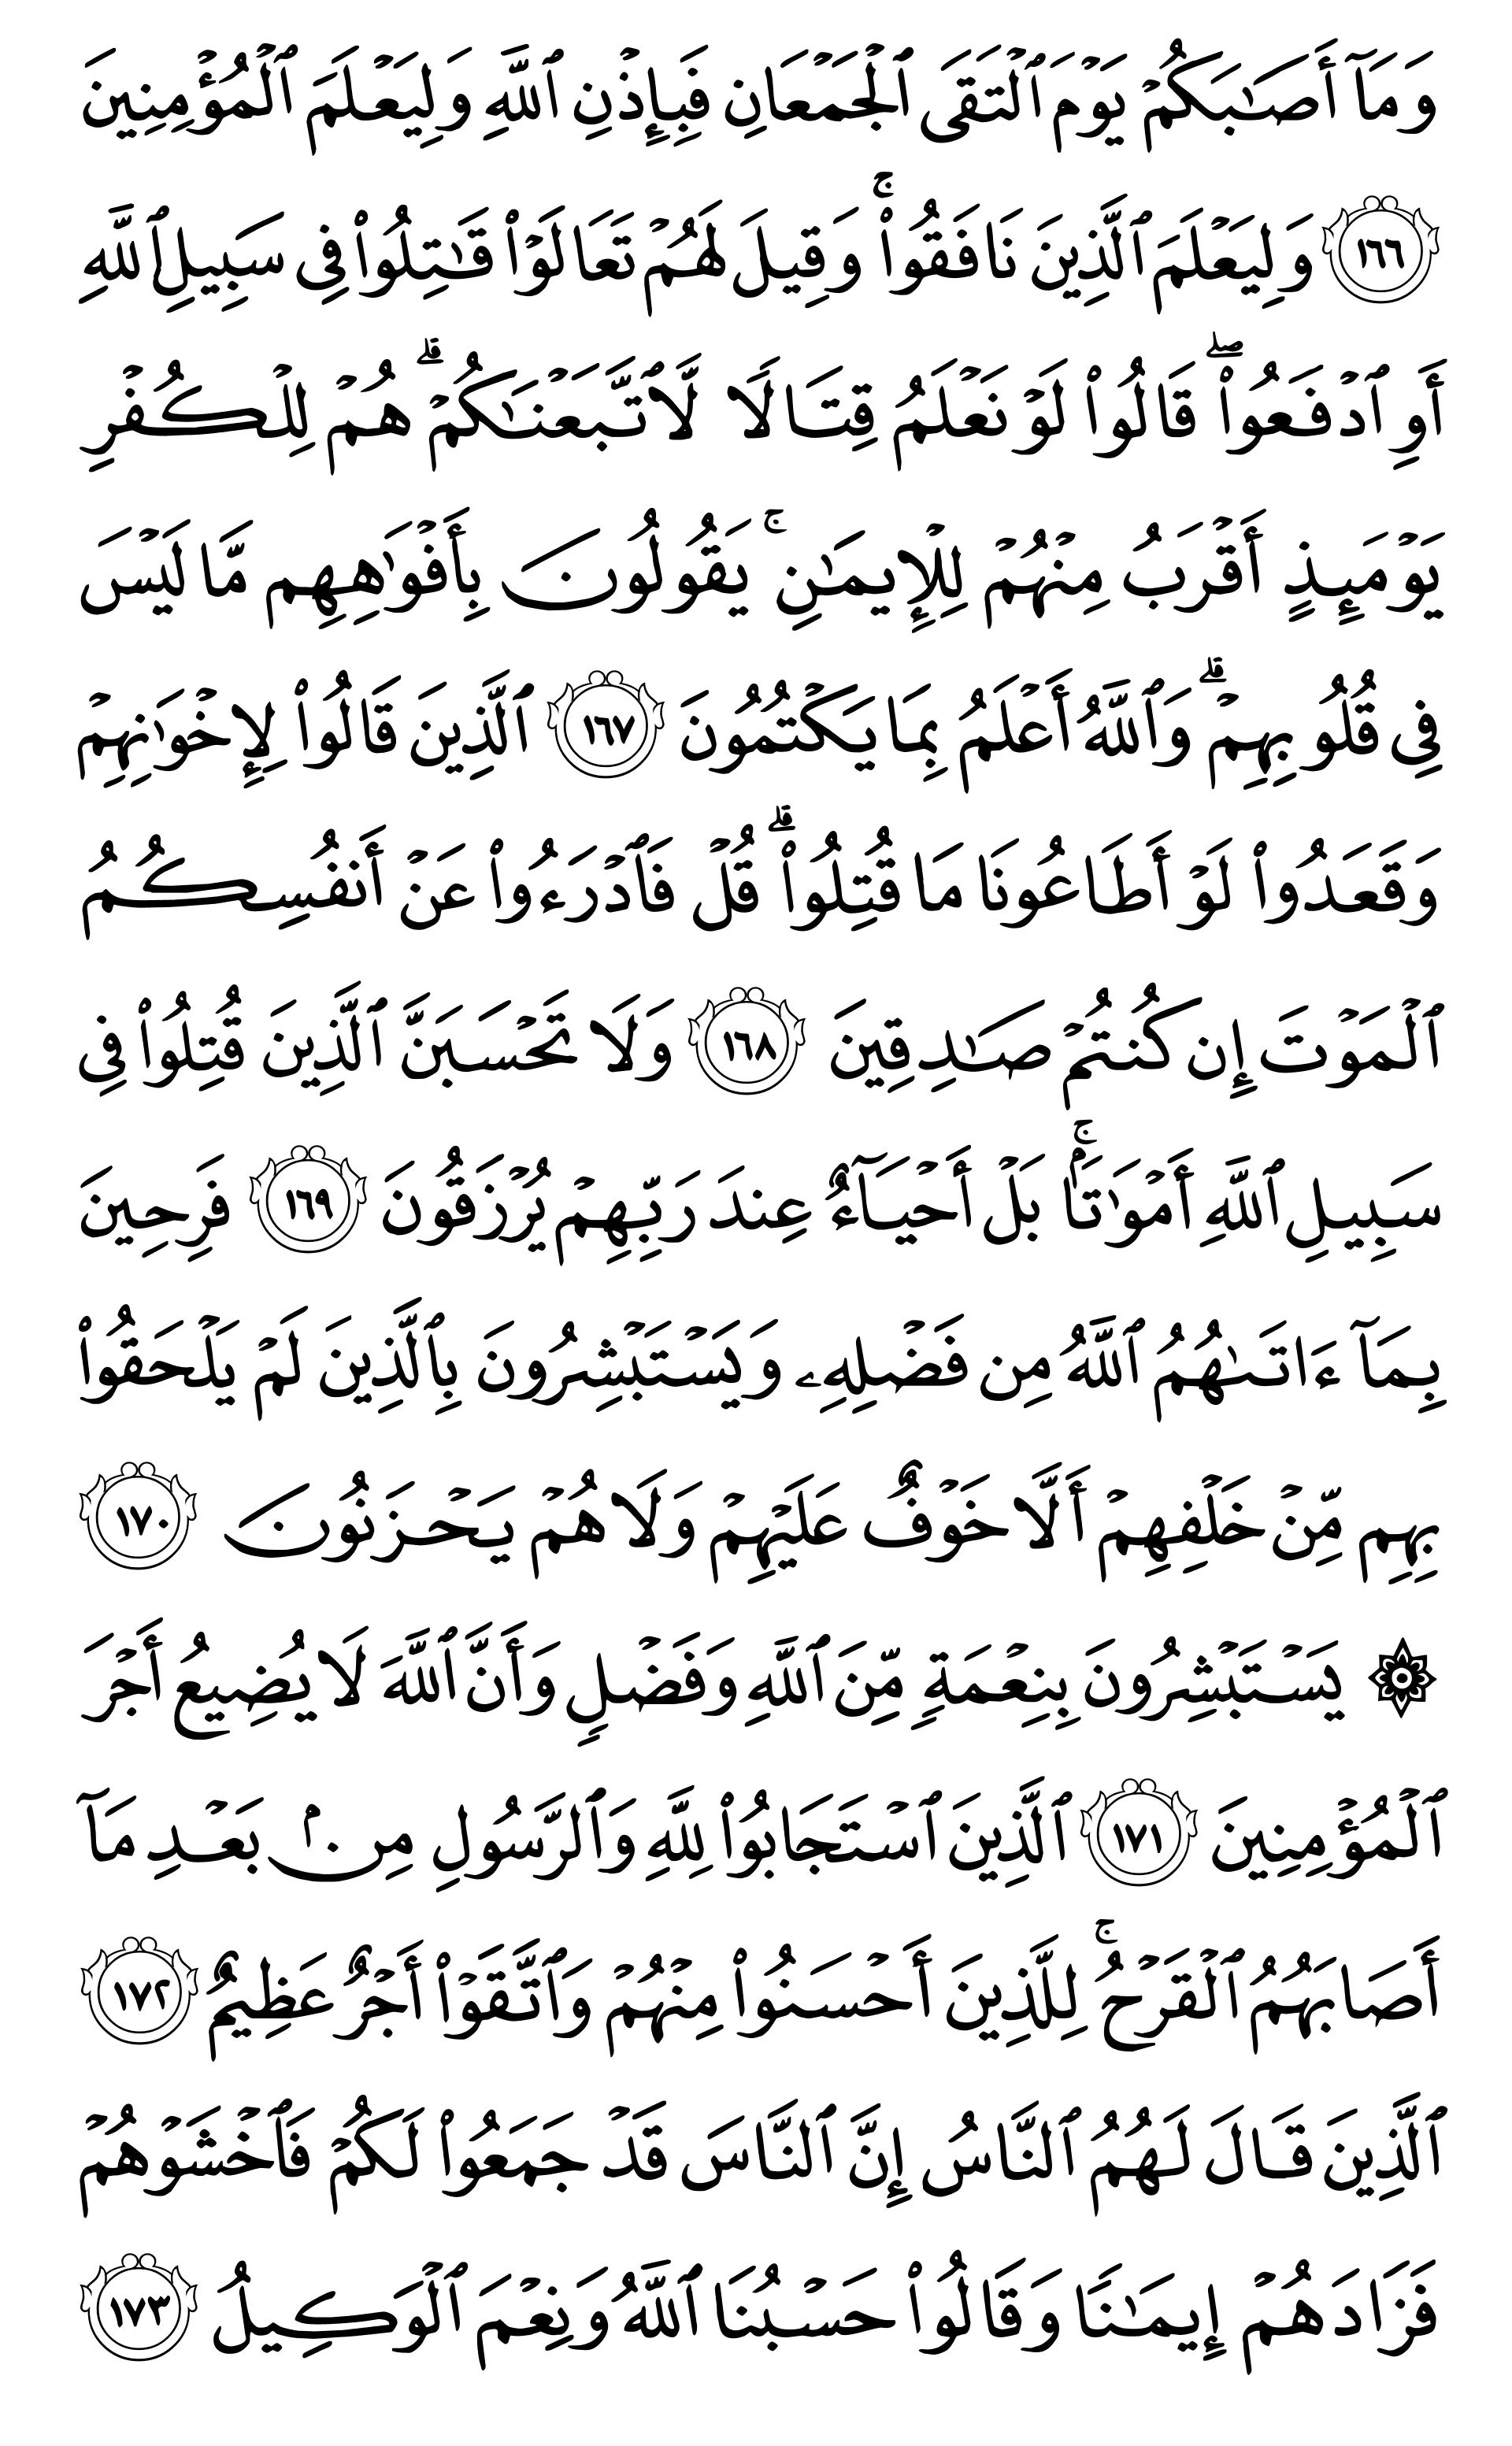 وَمَآ أَصَٰبَكُمۡ يَوۡمَ ٱلۡتَقَى ٱلۡجَمۡعَانِ فَبِإِذۡنِ ٱللَّهِ وَلِيَعۡلَمَ ٱلۡمُؤۡمِنِينَ
١٦٦ وَلِيَعۡلَمَ ٱلَّذِينَ نَافَقُواْۚ وَقِيلَ لَهُمۡ تَعَالَوۡاْ قَٰتِلُواْ فِي سَبِيلِ ٱللَّهِ
أَوِ ٱدۡفَعُواْۖ قَالُواْ لَوۡ نَعۡلَمُ قِتَالٗا لَّٱتَّبَعۡنَٰكُمۡۗ هُمۡ لِلۡكُفۡرِ
يَوۡمَئِذٍ أَقۡرَبُ مِنۡهُمۡ لِلۡإِيمَٰنِۚ يَقُولُونَ بِأَفۡوَٰهِهِم مَّا لَيۡسَ
فِي قُلُوبِهِمۡۗ وَٱللَّهُ أَعۡلَمُ بِمَا يَكۡتُمُونَ ١٦٧ ٱلَّذِينَ قَالُواْ لِإِخۡوَٰنِهِمۡ
وَقَعَدُواْ لَوۡ أَطَاعُونَا مَا قُتِلُواْۗ قُلۡ فَٱدۡرَءُواْ عَنۡ أَنفُسِكُمُ
ٱلۡمَوۡتَ إِن كُنتُمۡ صَٰدِقِينَ ١٦٨ وَلَا تَحۡسَبَنَّ ٱلَّذِينَ قُتِلُواْ فِي
سَبِيلِ ٱللَّهِ أَمۡوَٰتَۢاۚ بَلۡ أَحۡيَآءٌ عِندَ رَبِّهِمۡ يُرۡزَقُونَ ١٦٩ فَرِحِينَ
بِمَآ ءَاتَىٰهُمُ ٱللَّهُ مِن فَضۡلِهِۦ وَيَسۡتَبۡشِرُونَ بِٱلَّذِينَ لَمۡ يَلۡحَقُواْ
بِهِم مِّنۡ خَلۡفِهِمۡ أَلَّا خَوۡفٌ عَلَيۡهِمۡ وَلَا هُمۡ يَحۡزَنُونَ ١٧٠
۞ يَسۡتَبۡشِرُونَ بِنِعۡمَةٖ مِّنَ ٱللَّهِ وَفَضۡلٖ وَأَنَّ ٱللَّهَ لَا يُضِيعُ أَجۡرَ
ٱلۡمُؤۡمِنِينَ ١٧١ ٱلَّذِينَ ٱسۡتَجَابُواْ لِلَّهِ وَٱلرَّسُولِ مِنۢ بَعۡدِ مَآ
أَصَابَهُمُ ٱلۡقَرۡحُۚ لِلَّذِينَ أَحۡسَنُواْ مِنۡهُمۡ وَٱتَّقَوۡاْ أَجۡرٌ عَظِيمٌ ١٧٢
ٱلَّذِينَ قَالَ لَهُمُ ٱلنَّاسُ إِنَّ ٱلنَّاسَ قَدۡ جَمَعُواْ لَكُمۡ فَٱخۡشَوۡهُمۡ
فَزَادَهُمۡ إِيمَٰنٗا وَقَالُواْ حَسۡبُنَا ٱللَّهُ وَنِعۡمَ ٱلۡوَكِيلُ ١٧٣